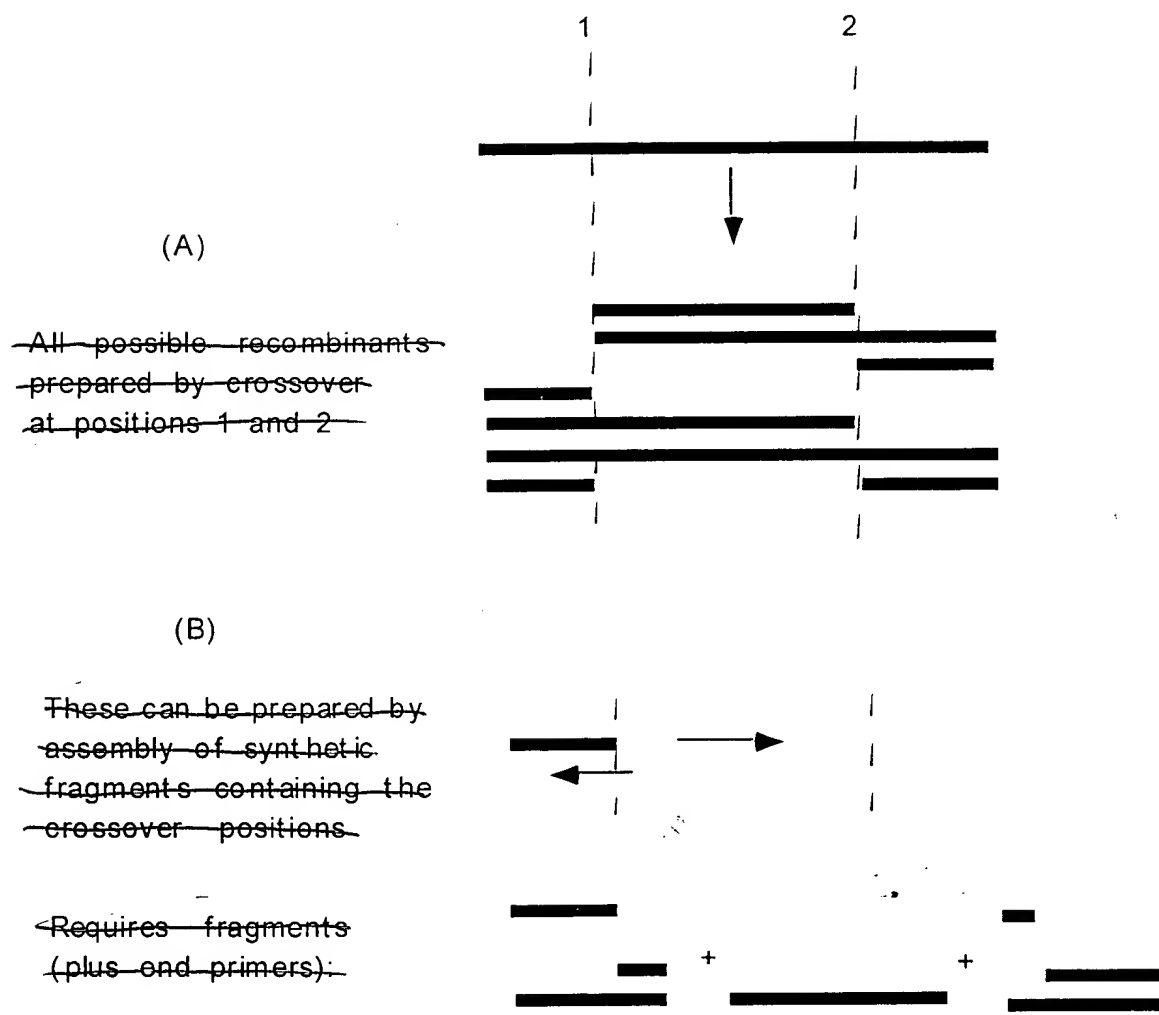 1 2
(A)
All possible recombinants
prepared by crossover
at positions 1 and 2
(B)
These can be prepared by
assembly of synthetic
fragments containing the
crossover positions
Requires fragments
(plus end primers):
+ +